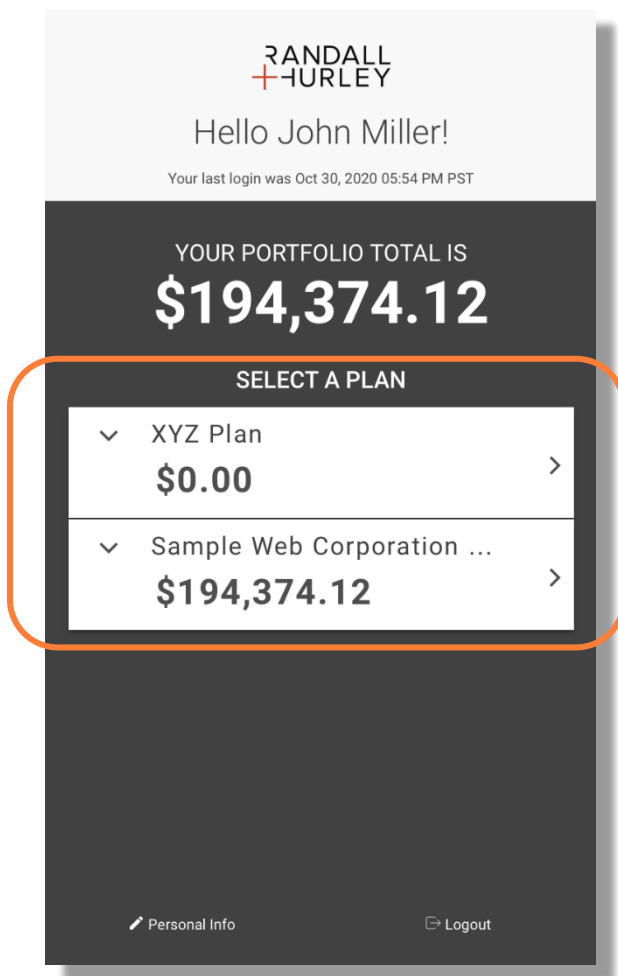 RANDALL
HURLEY
Hello John Miller!
Your last login was Oct 30, 2020 05:54 PM PST
YOUR PORTFOLIO TOTAL IS
$194,374.12
SELECT A PLAN
XYZ Plan
$0.00
Sample Web Corporation ...
$194,374.12
Personal Info Logout